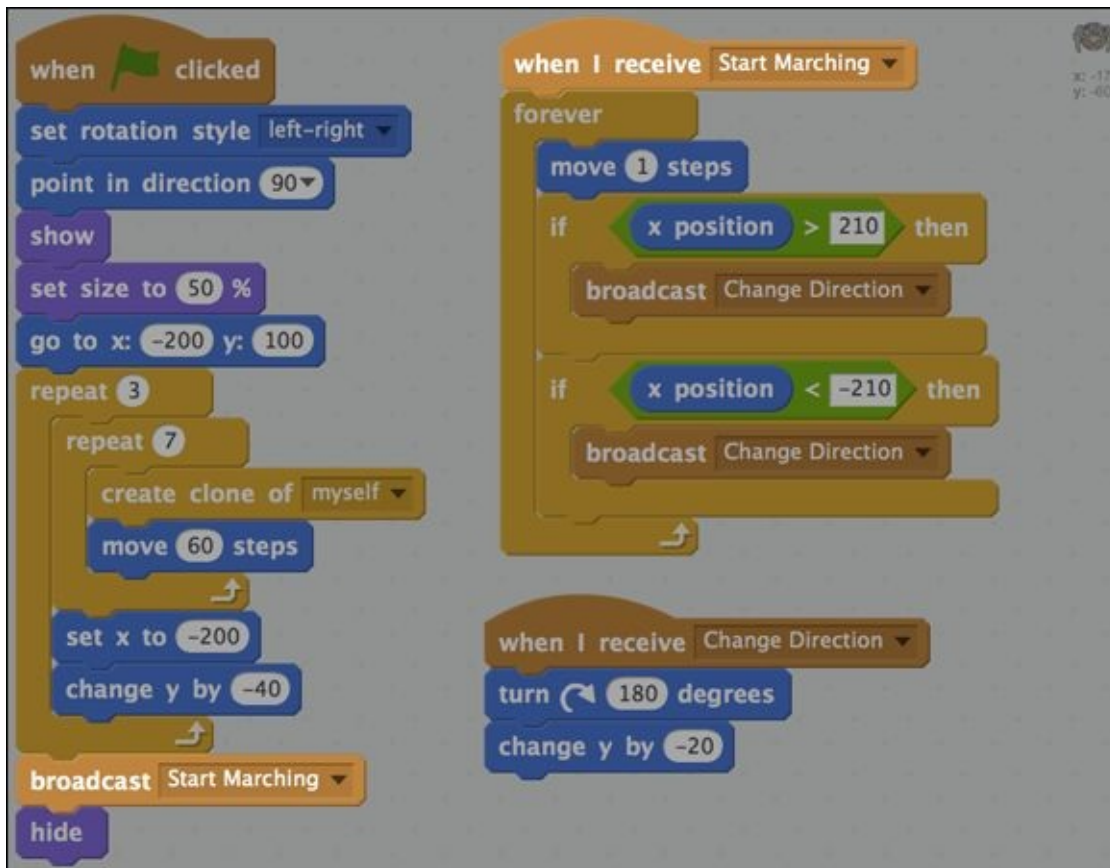 when clicked
set rotation style left-right
point in direction 90
show
set size to 50 %
go to x: -200 y: 100
repeat 3
repeat 7
create clone of myself
move 60 steps
set x to -200
change y by -40
broadcast Start Marching
hide
when I receive Start Marching
forever
move 1 steps
if x position > 210 then
broadcast Change Direction
if x position < -210 then
broadcast Change Direction
when I receive Change Direction
turn 180 degrees
change y by -20